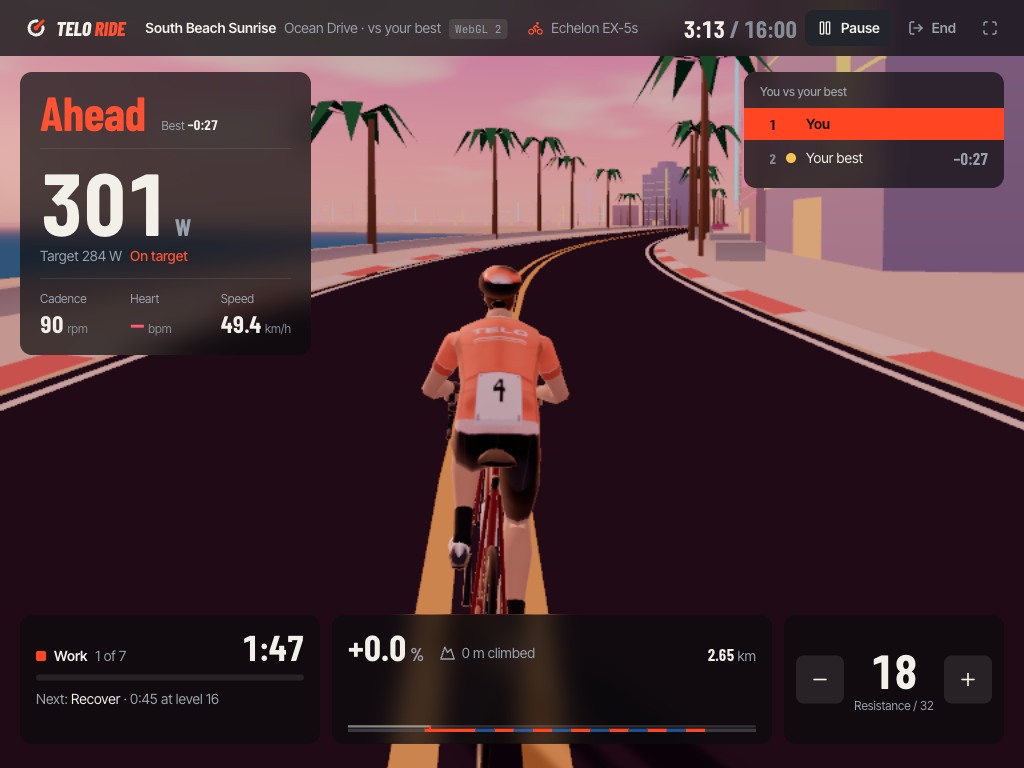 TELO RIDE South Beach Sunrise Ocean Drive · vs your best WebGL 2 Echelon EX-5s 3:13 / 16:00 Pause End
Ahead Best −0:27
301 W
Target 284 W On target
Cadence Heart Speed
90 rpm — bpm 49.4 km/h
You vs your best
1 You
2 Your best −0:27
TELO
4
Work 1 of 7 1:47
Next: Recover · 0:45 at level 16
+0.0 % 0 m climbed 2.65 km
− 18 +
Resistance / 32